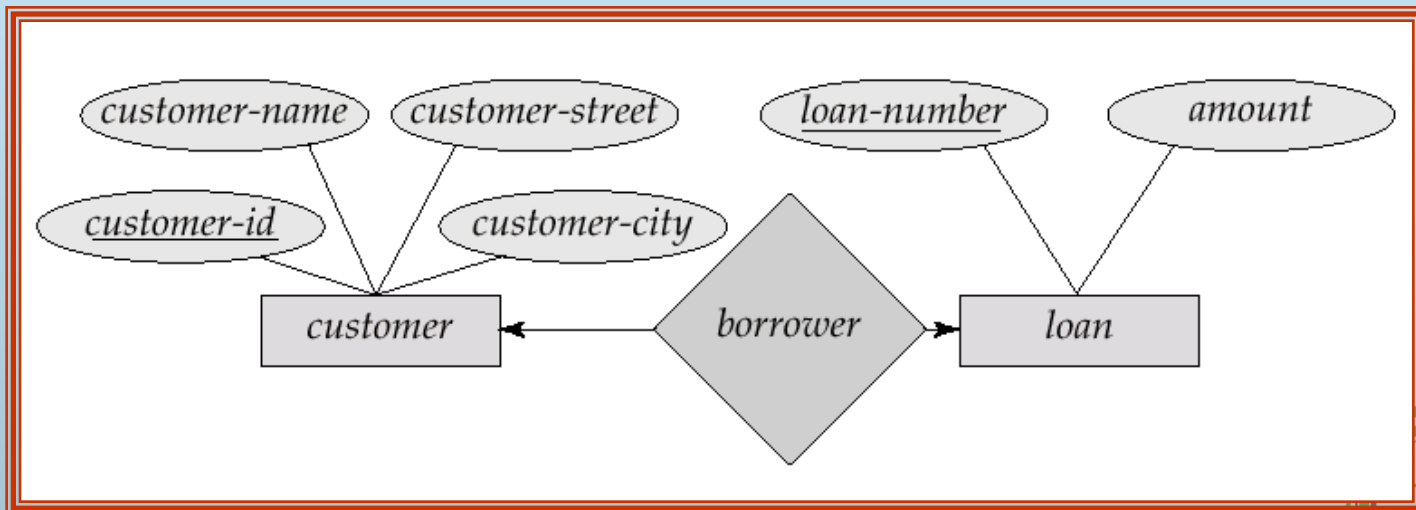 customer-name customer-street loan-number amount
customer-id customer-city
customer borrower loan